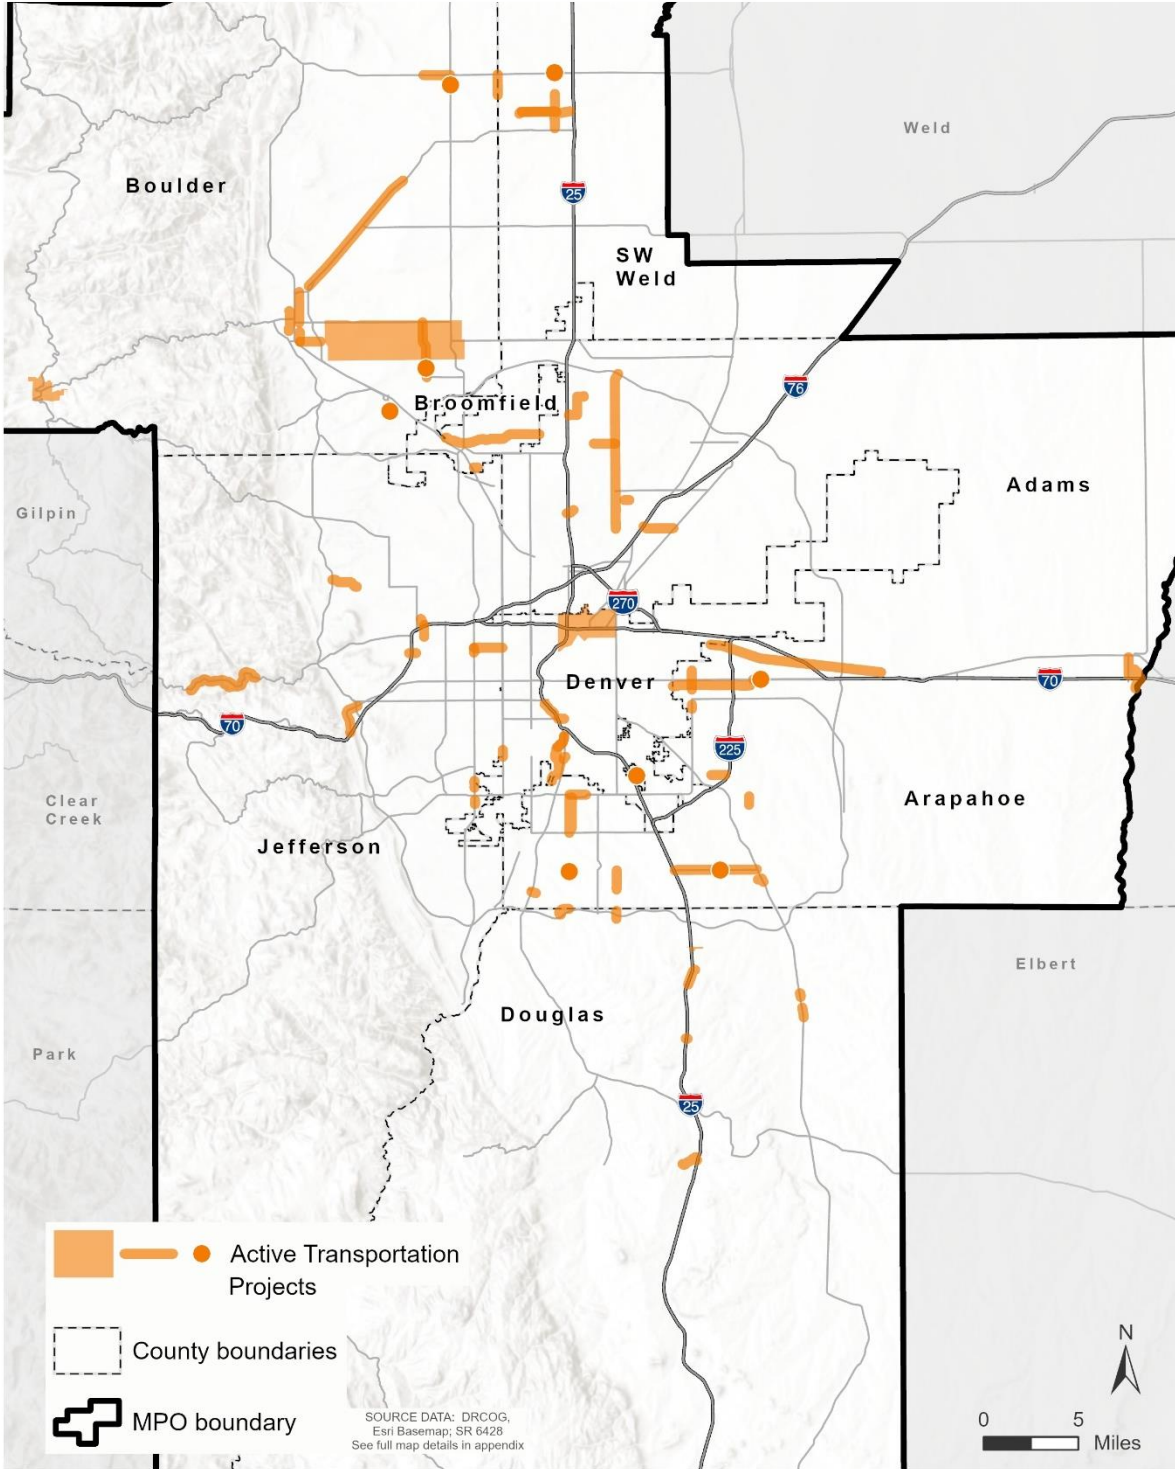 Weld
Boulder
25
SW
Weld
76
Broomfield
Adams
Gilpin
270
Denver
70
70
225
Clear
Creek
Arapahoe
Jefferson
Elbert
Douglas
Park
25
Active Transportation
Projects
County boundaries
MPO boundary
SOURCE DATA: DRCOG,
Esri Basemap; SR 6428
See full map details in appendix
N
0 5
Miles